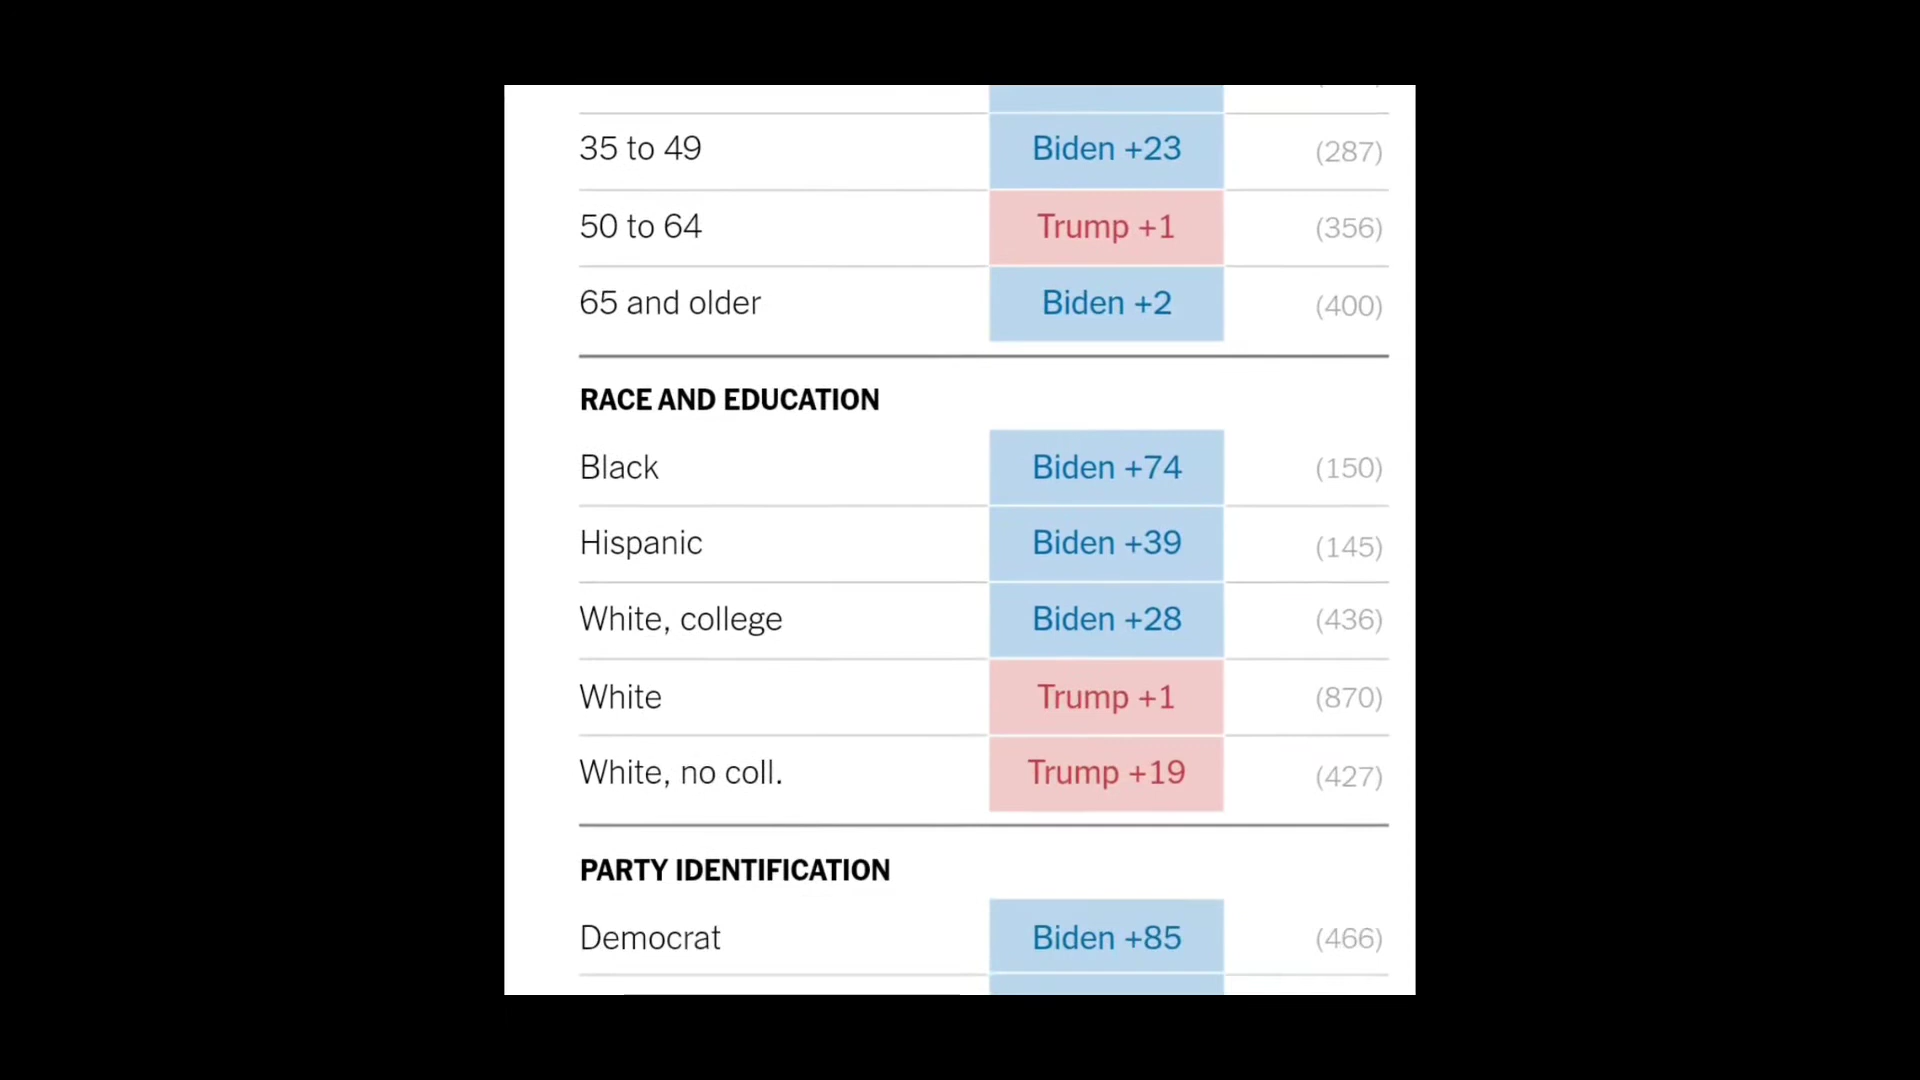 35 to 49 Biden +23 (287)
50 to 64 Trump +1 (356)
65 and older Biden +2 (400)
RACE AND EDUCATION
Black Biden +74 (150)
Hispanic Biden +39 (145)
White, college Biden +28 (436)
White Trump +1 (870)
White, no coll. Trump +19 (427)
PARTY IDENTIFICATION
Democrat Biden +85 (466)